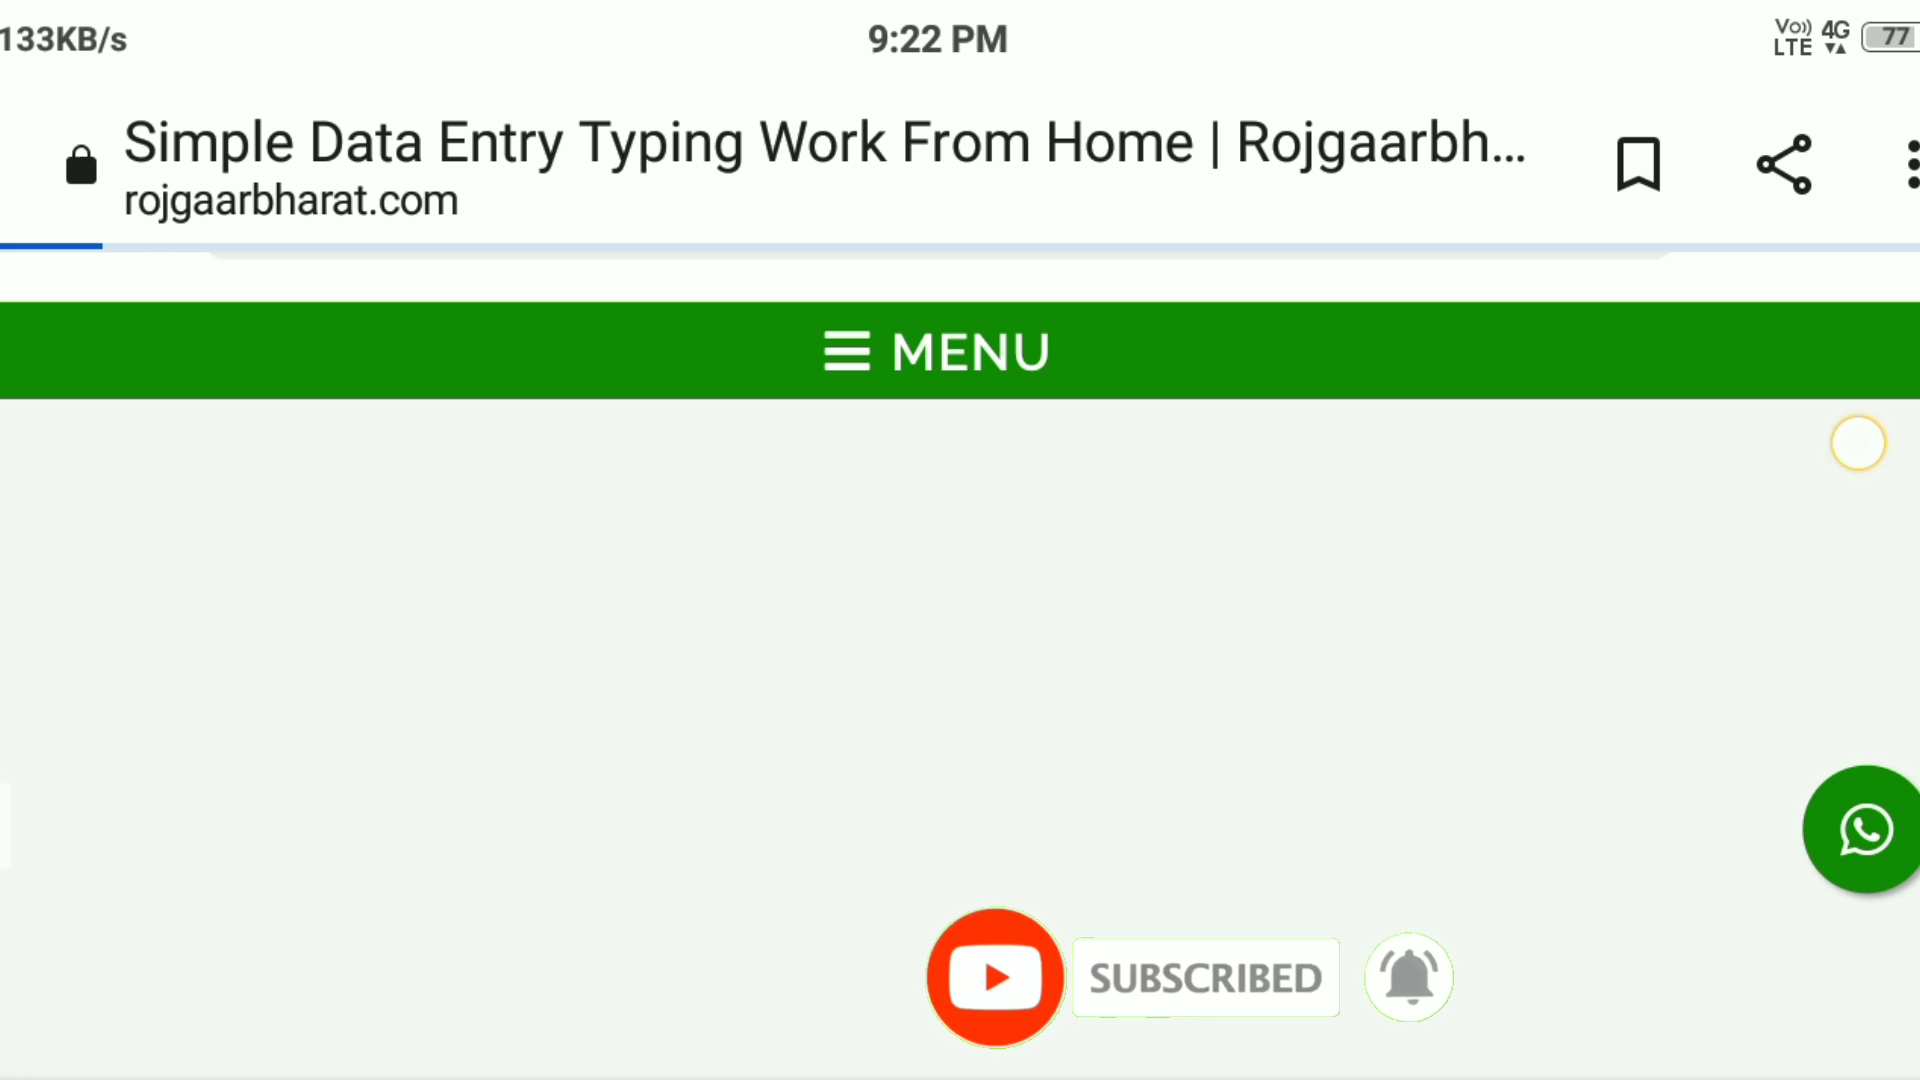 133KB/s
9:22 PM
Vo)) LTE 4G 77
Simple Data Entry Typing Work From Home | Rojgaarbh...
rojgaarbharat.com
MENU
SUBSCRIBED